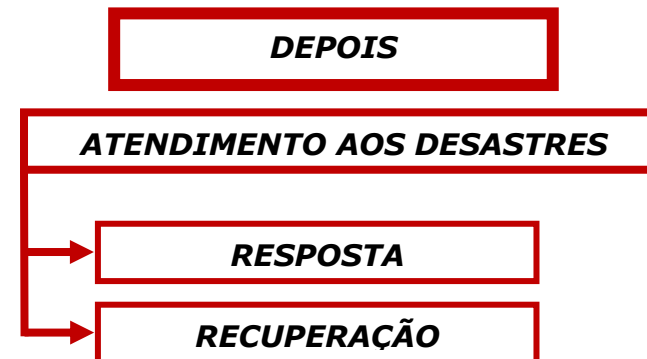 DEPOIS
ATENDIMENTO AOS DESASTRES
RESPOSTA
RECUPERAÇÃO